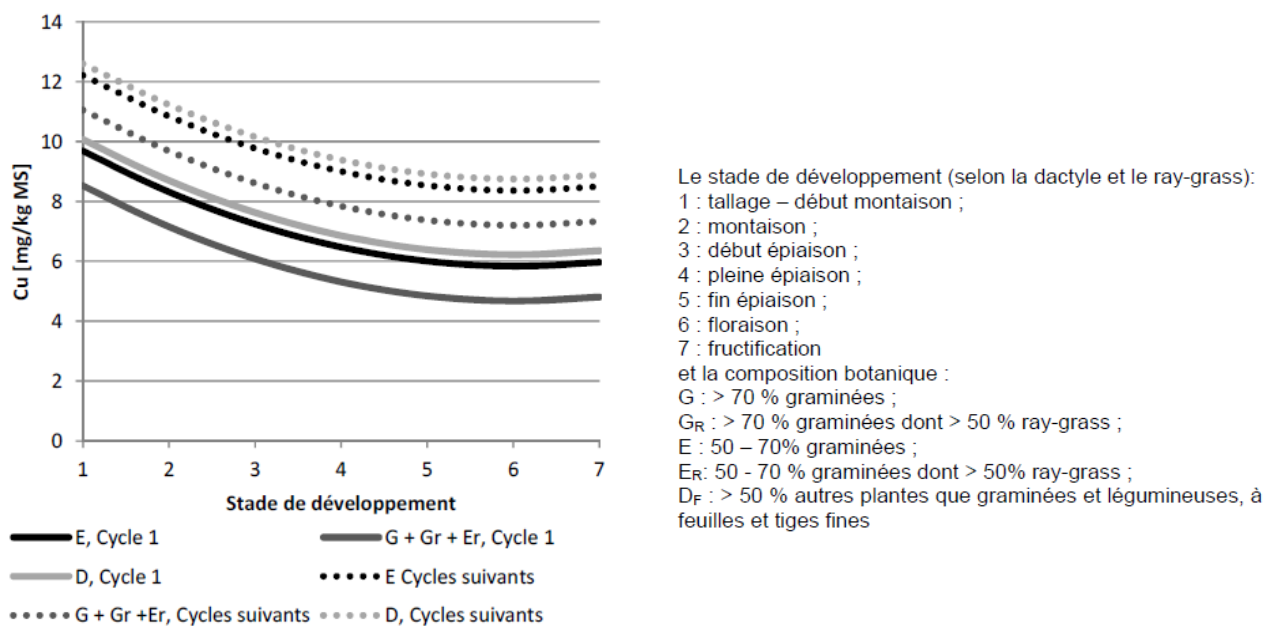 14
12
10
8
6
4
2
0
Cu [mg/kg MS]
1 2 3 4 5 6 7
Stade de développement
E, Cycle 1
G + Gr + Er, Cycle 1
D, Cycle 1
E Cycles suivants
G + Gr +Er, Cycles suivants
D, Cycles suivants
Le stade de développement (selon la dactyle et le ray-grass):
1 : tallage – début montaison ;
2 : montaison ;
3 : début épiaison ;
4 : pleine épiaison ;
5 : fin épiaison ;
6 : floraison ;
7 : fructification
et la composition botanique :
G : > 70 % graminées ;
GR : > 70 % graminées dont > 50 % ray-grass ;
E : 50 – 70% graminées ;
ER: 50 - 70 % graminées dont > 50% ray-grass ;
DF : > 50 % autres plantes que graminées et légumineuses, à
feuilles et tiges fines